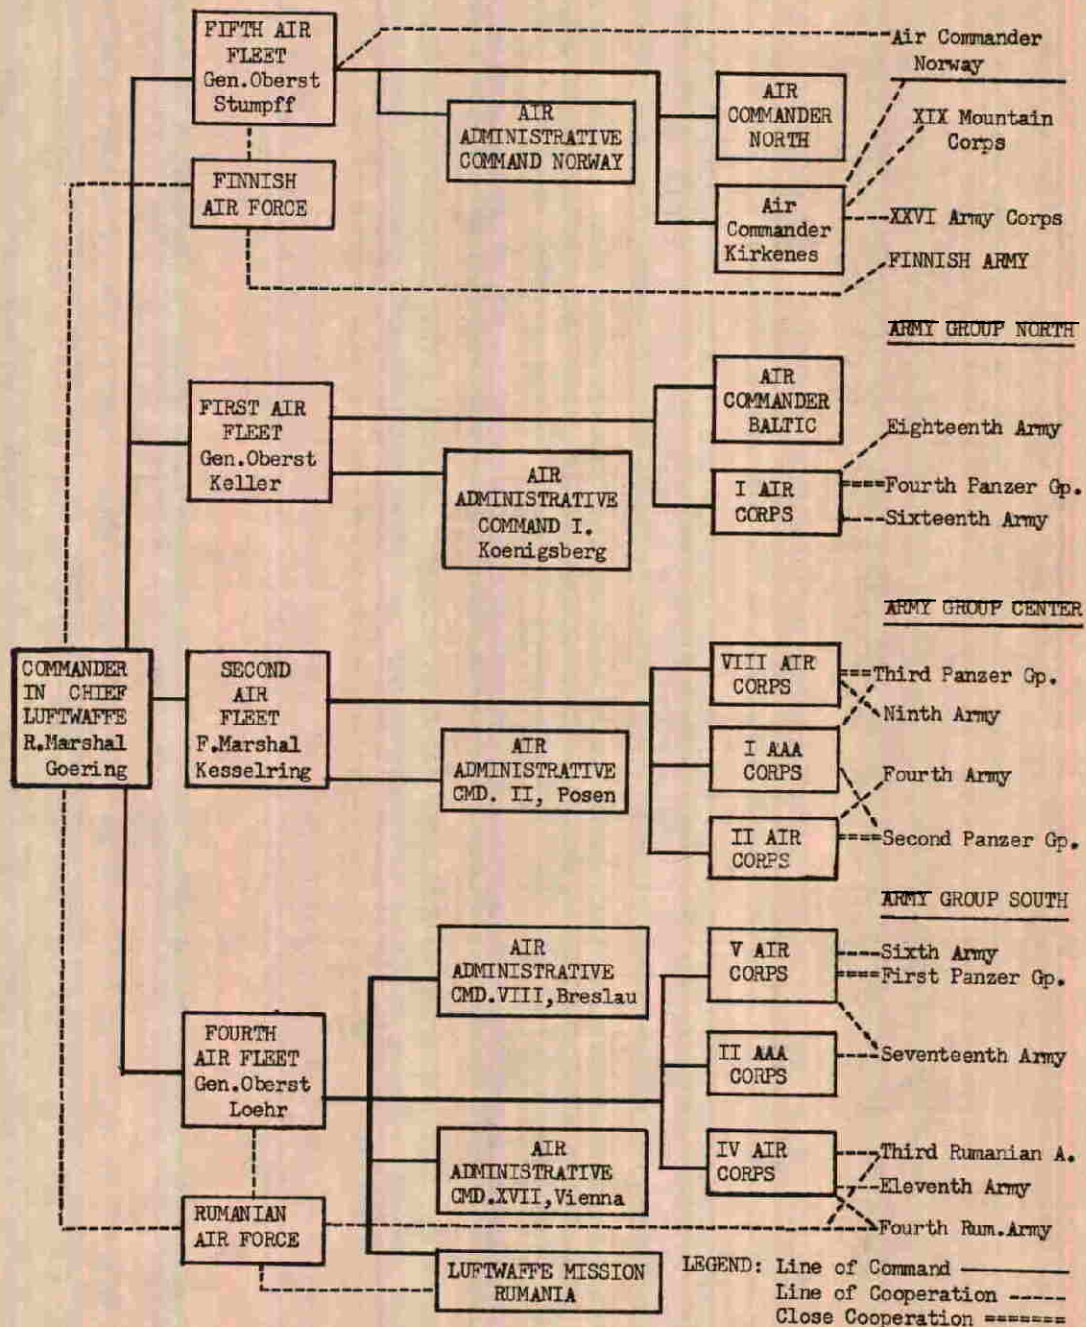 FIFTH AIR
FLEET
Gen.Oberst
Stumpff
Air Commander
Norway
AIR
ADMINISTRATIVE
COMMAND NORWAY
AIR
COMMANDER
NORTH
XIX Mountain
Corps
FINNISH
AIR FORCE
Air
Commander
Kirkenes
XXVI Army Corps
FINNISH ARMY
ARMY GROUP NORTH
FIRST AIR
FLEET
Gen.Oberst
Keller
AIR
COMMANDER
BALTIC
Eighteenth Army
AIR
ADMINISTRATIVE
COMMAND I.
Koenigsberg
I AIR
CORPS
Fourth Panzer Gp.
Sixteenth Army
ARMY GROUP CENTER
COMMANDER
IN CHIEF
LUFTWAFFE
R.Marshal
Goering
SECOND
AIR
FLEET
F.Marshal
Kesselring
VIII AIR
CORPS
Third Panzer Gp.
Ninth Army
AIR
ADMINISTRATIVE
CMD. II, Posen
I AAA
CORPS
Fourth Army
II AIR
CORPS
Second Panzer Gp.
ARMY GROUP SOUTH
AIR
ADMINISTRATIVE
CMD.VIII,Breslau
V AIR
CORPS
Sixth Army
First Panzer Gp.
FOURTH
AIR FLEET
Gen.Oberst
Loehr
II AAA
CORPS
Seventeenth Army
AIR
ADMINISTRATIVE
CMD.XVII,Vienna
IV AIR
CORPS
Third Rumanian A.
Eleventh Army
Fourth Rum.Army
RUMANIAN
AIR FORCE
LUFTWAFFE MISSION
RUMANIA
LEGEND: Line of Command
Line of Cooperation
Close Cooperation